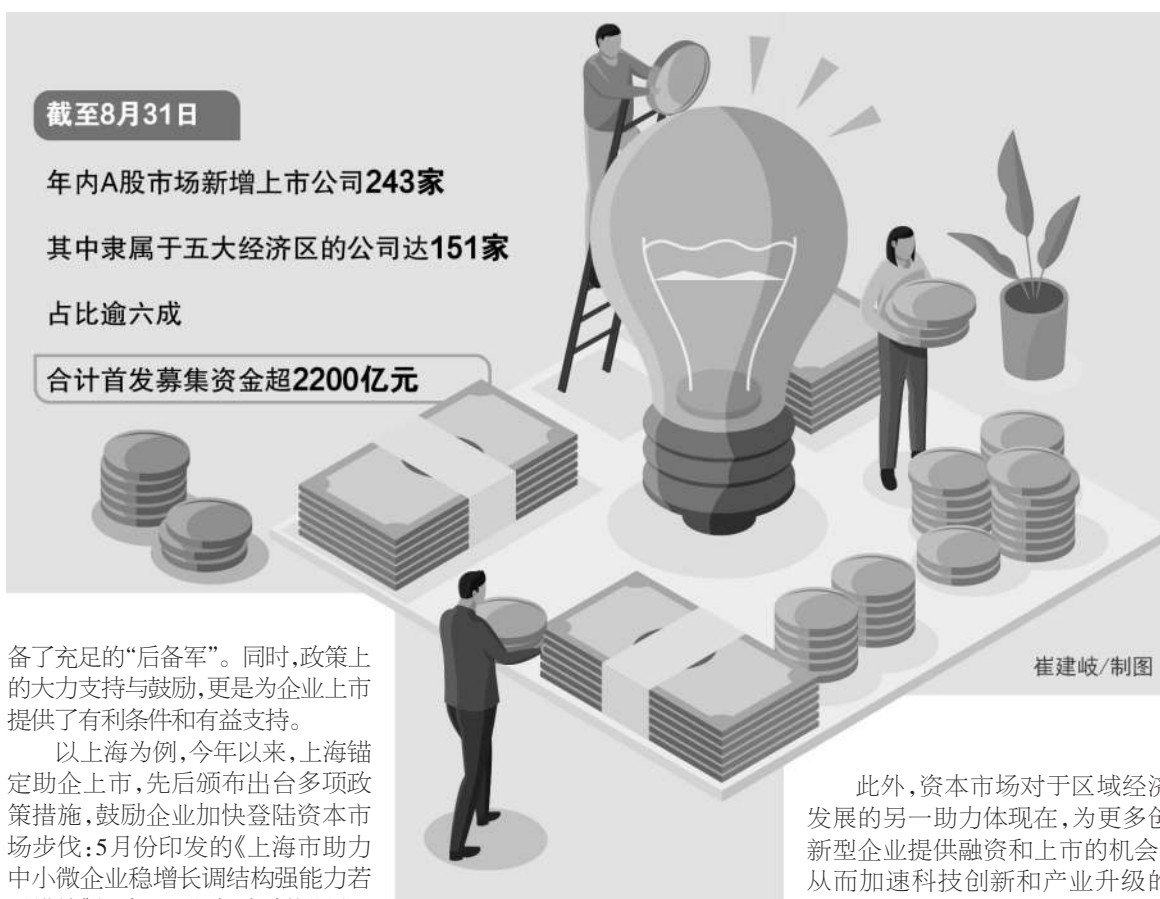 截至8月31日
年内A股市场新增上市公司243家
其中隶属于五大经济区的公司达151家
占比逾六成
合计首发募集资金超2200亿元
崔建岐/制图
备了充足的“后备军”。同时,政策上
的大力支持与鼓励,更是为企业上市
提供了有利条件和有益支持。
以上海为例,今年以来,上海锚
定助企上市,先后颁布出台多项政
策措施,鼓励企业加快登陆资本市
场步伐:5月份印发的《上海市助力
中小微企业稳增长调结构强能力若
此外,资本市场对于区域经济
发展的另一助力体现在,为更多创
新型企业提供融资和上市的机会
从而加速科技创新和产业升级的